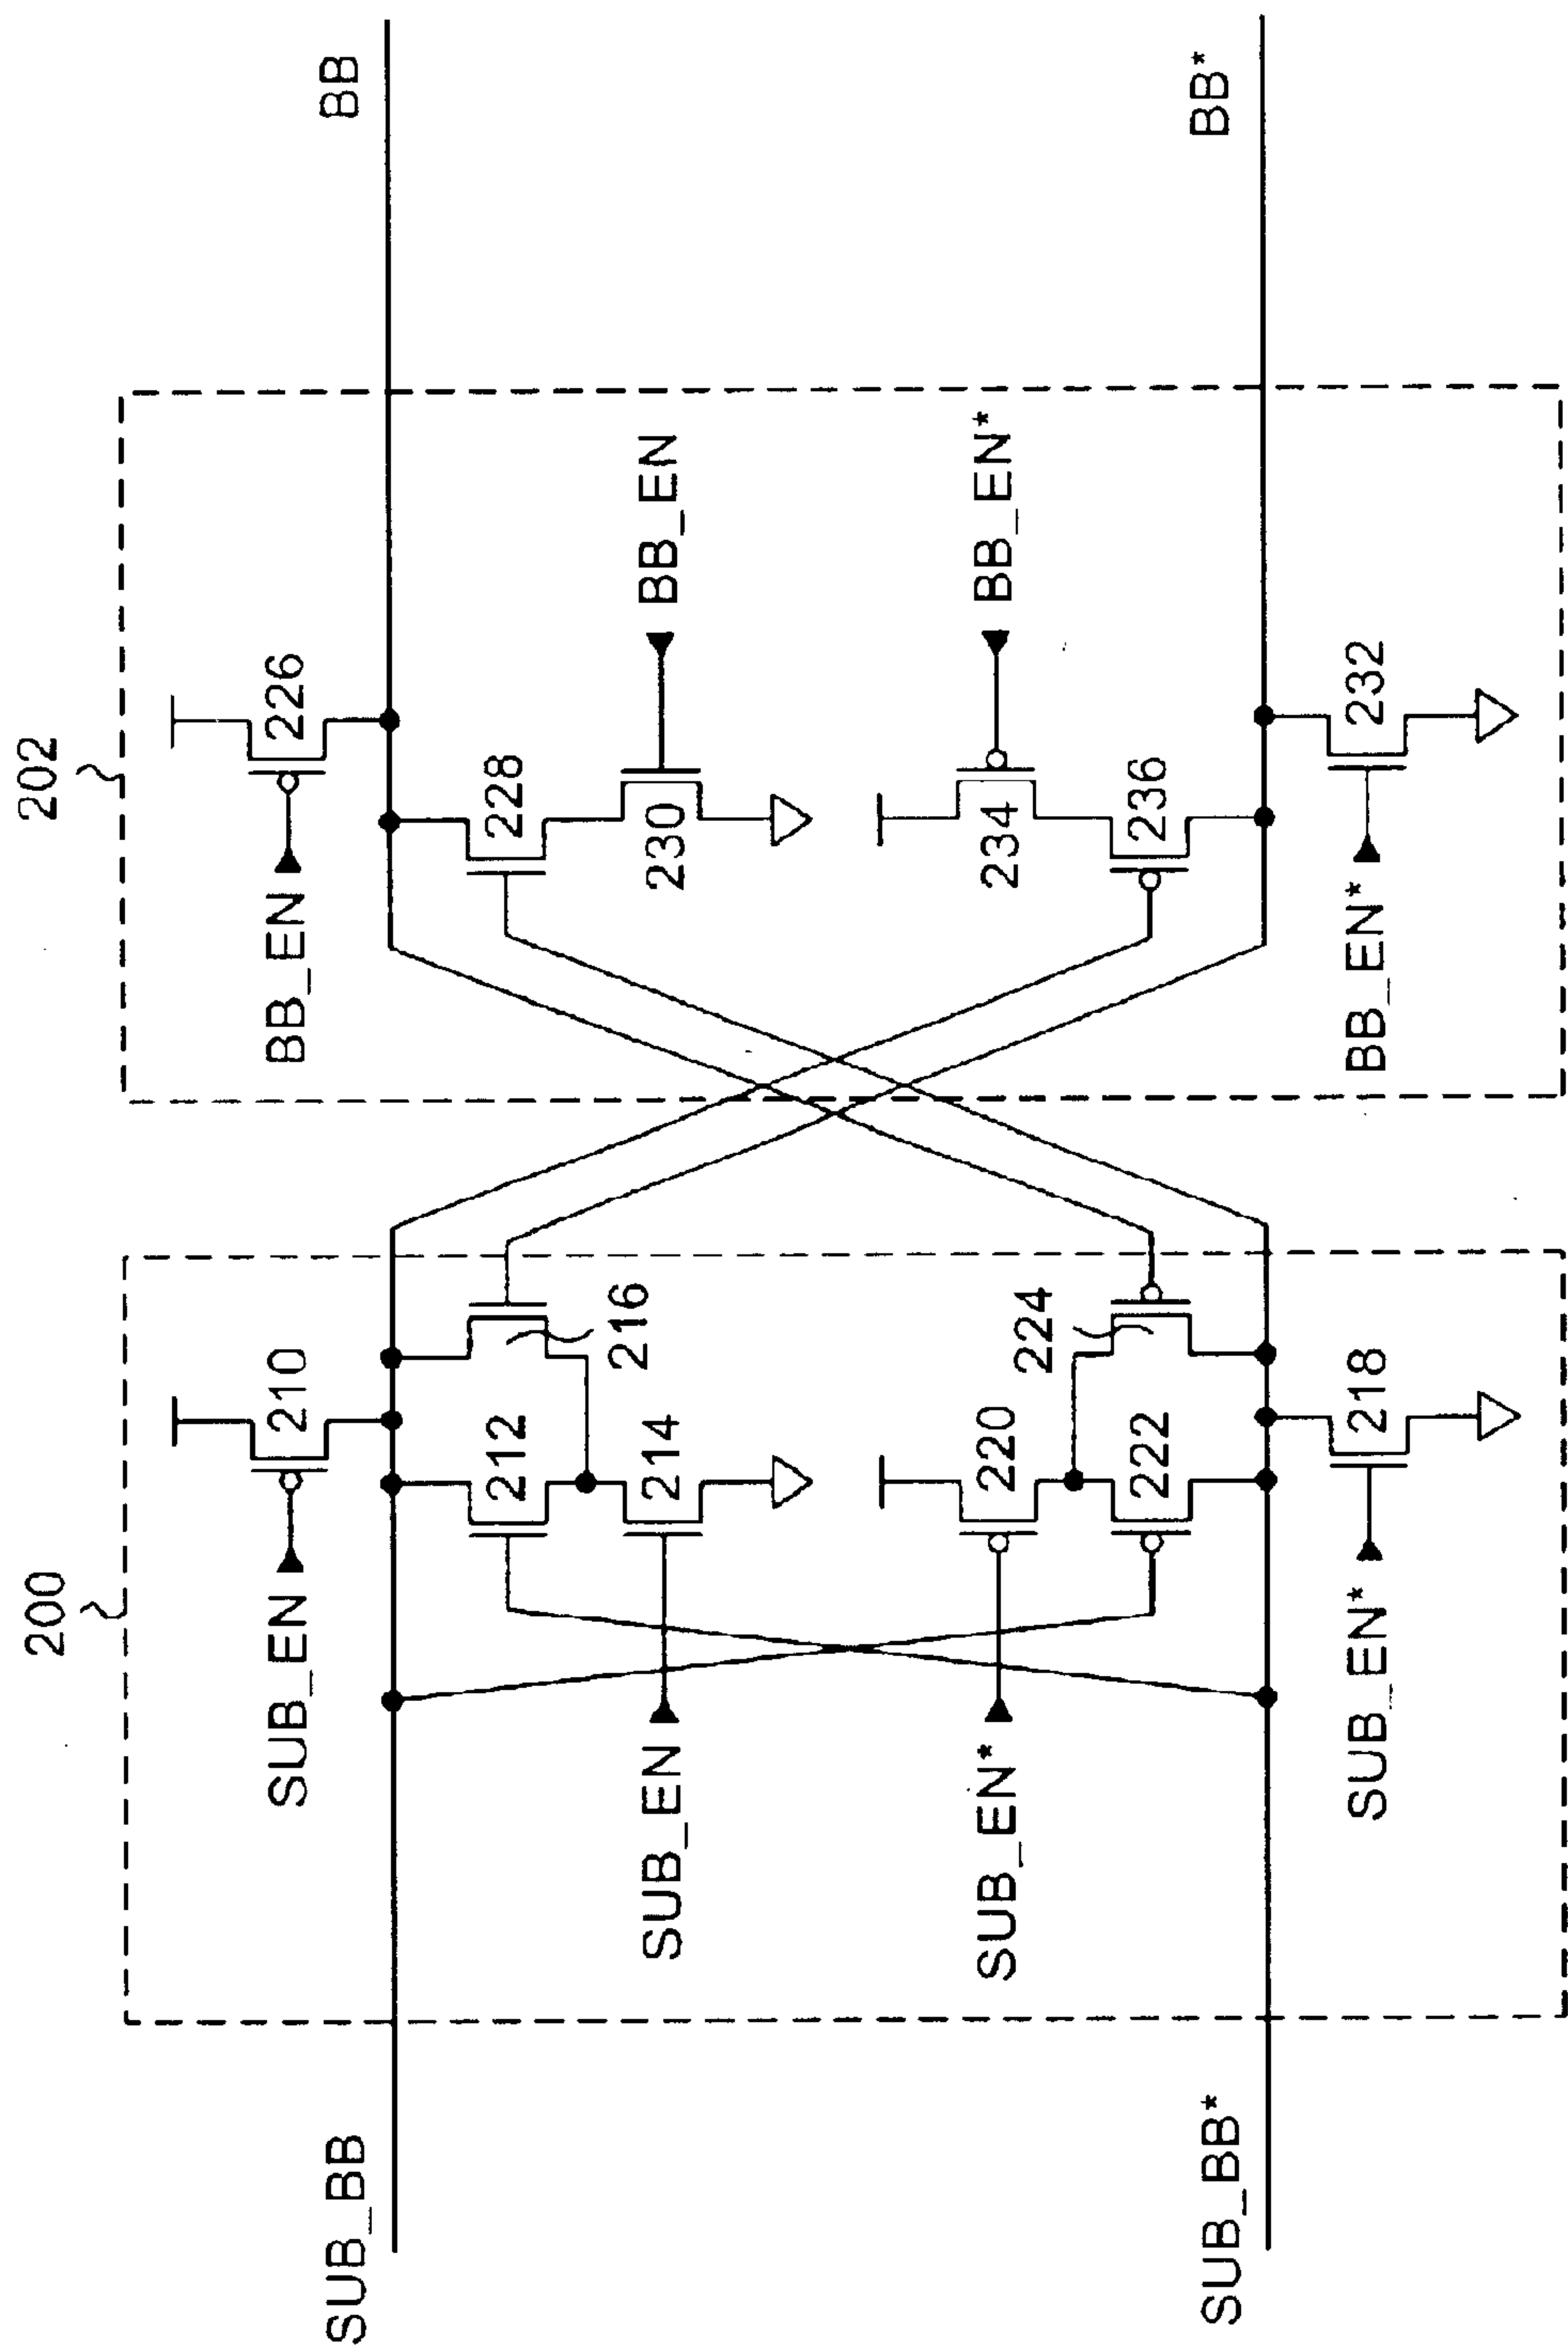 202
BB_EN
226
BB
228
230
BB_EN
234
BB_EN*
236
BB*
BB_EN*
232
200
SUB_EN
210
SUB_BB
212
216
214
SUB_EN
224
220
SUB_EN*
222
SUB_BB*
218
SUB_EN*